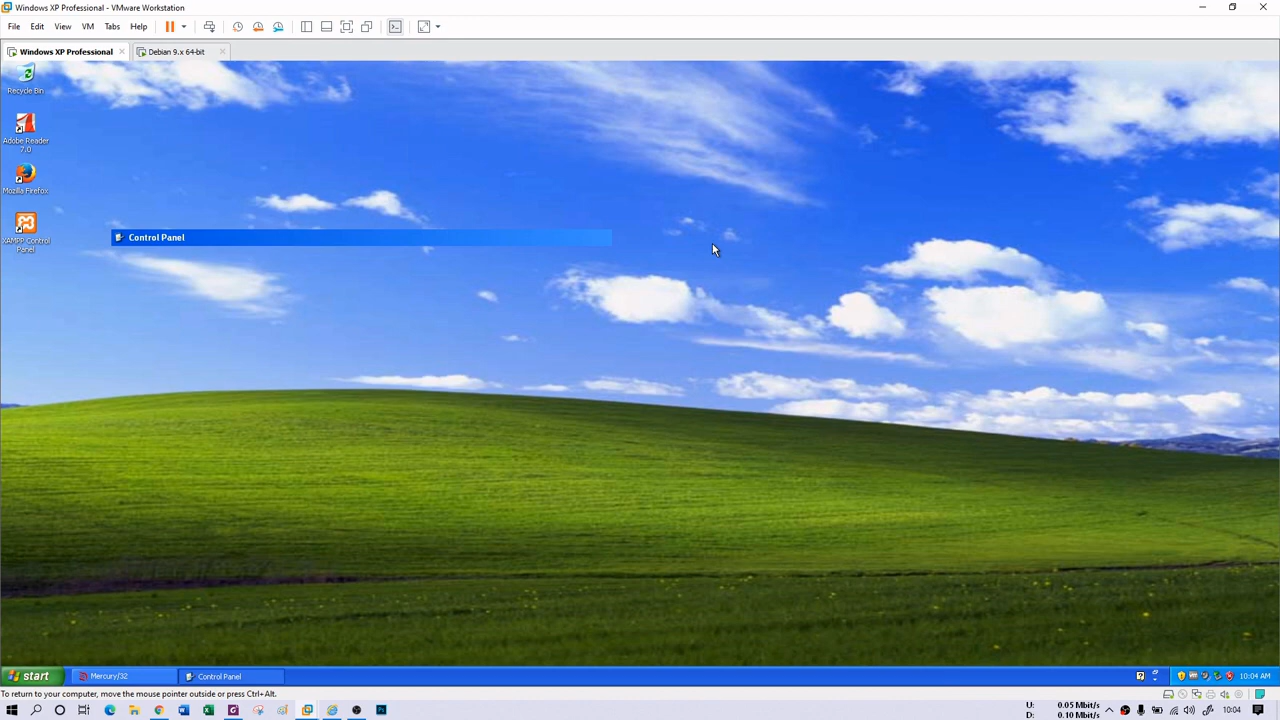 Windows XP Professional - VMware Workstation
File Edit View VM Tabs Help
Windows XP Professional Debian 9.x 64-bit
Recycle Bin
Adobe Reader
7.0
Mozilla Firefox
XAMPP Control
Panel
Control Panel
start Mercury/32 Control Panel 10:04 AM
To return to your computer, move the mouse pointer outside or press Ctrl+Alt.
U: 0.05 Mbit/s
D: 0.10 Mbit/s
10:04